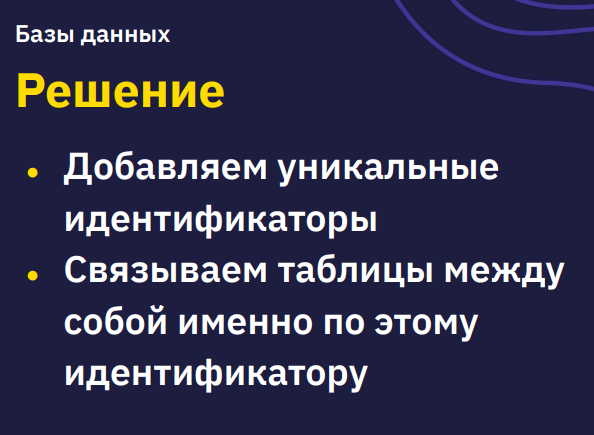 Базы данных
Решение
• Добавляем уникальные
идентификаторы
• Связываем таблицы между
собой именно по этому
идентификатору